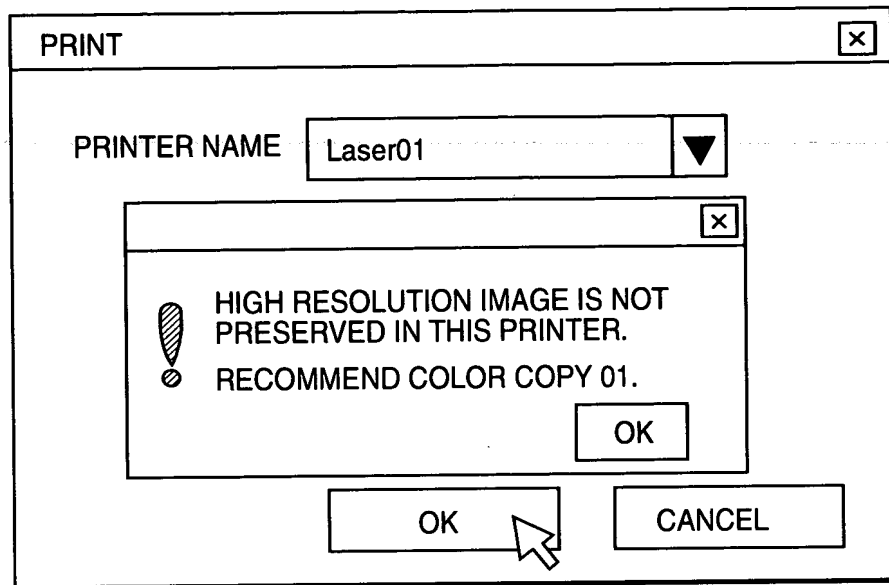 PRINT
PRINTER NAME Laser01
HIGH RESOLUTION IMAGE IS NOT
PRESERVED IN THIS PRINTER.
RECOMMEND COLOR COPY 01.
OK
OK CANCEL